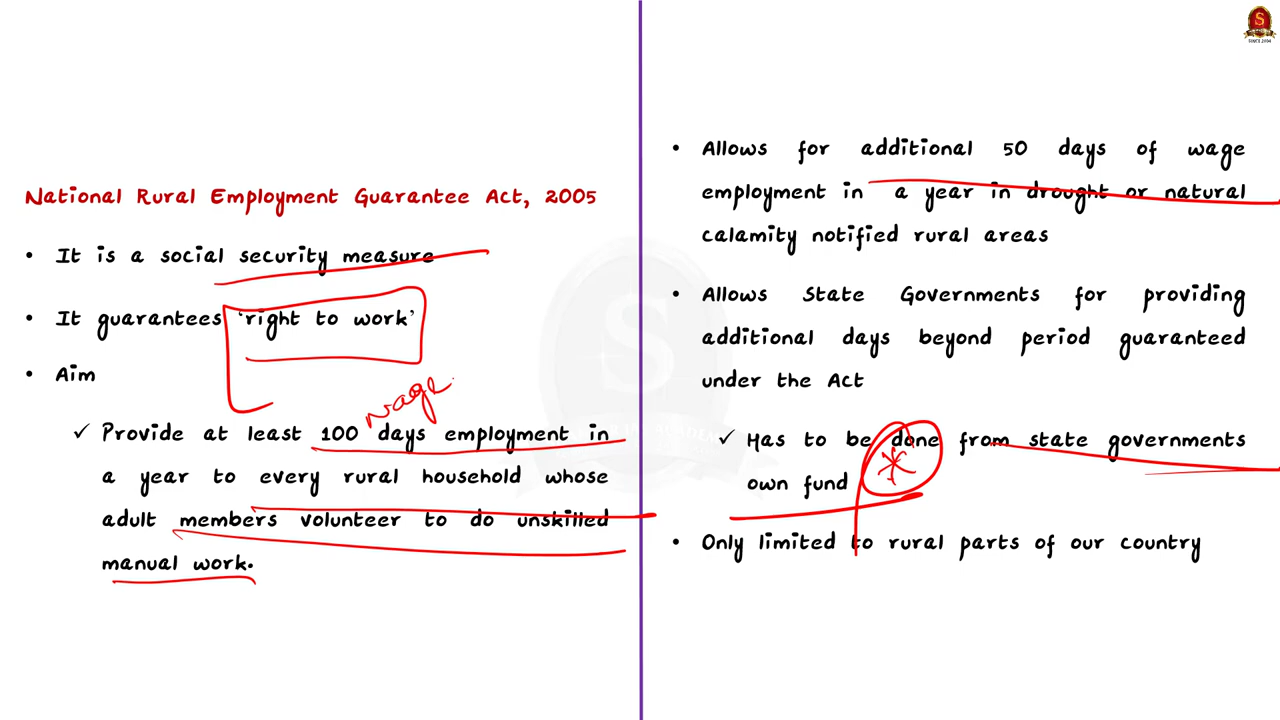 National Rural Employment Guarantee Act, 2005
• It is a social security measure
• It guarantees 'right to work'
• Aim
wage
✓ Provide at least 100 days employment in
a year to every rural household whose
adult members volunteer to do unskilled
manual work.
S
SINCE 2004
• Allows for additional 50 days of wage
employment in a year in drought or natural
calamity notified rural areas
• Allows State Governments for providing
additional days beyond period guaranteed
under the Act
✓ Has to be done from state governments
own fund
• Only limited to rural parts of our country